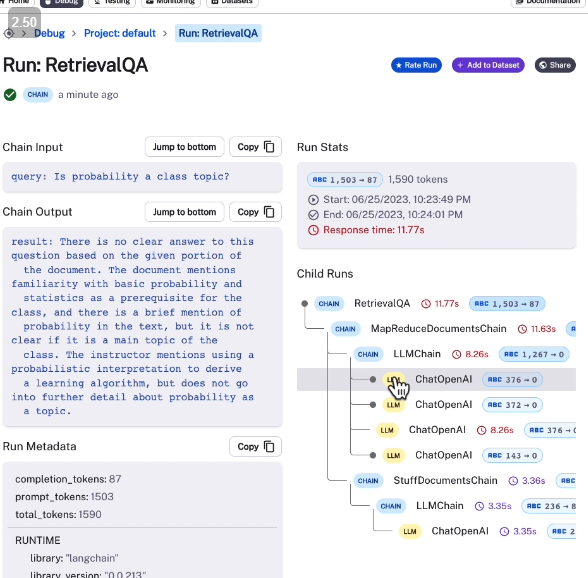 Home Debug Testing Monitoring Datasets Documentation
2.50
> Debug > Project: default > Run: RetrievalQA
Run: RetrievalQA
★ Rate Run + Add to Dataset Share
CHAIN a minute ago
Chain Input Jump to bottom Copy
query: Is probability a class topic?
Chain Output Jump to bottom Copy
result: There is no clear answer to this
question based on the given portion of
the document. The document mentions
familiarity with basic probability and
statistics as a prerequisite for the
class, and there is a brief mention of
probability in the text, but it is not
clear if it is a main topic of the
class. The instructor mentions using a
probabilistic interpretation to derive
a learning algorithm, but does not go
into further detail about probability as
a topic.
Run Metadata Copy
completion_tokens: 87
prompt_tokens: 1503
total_tokens: 1590
RUNTIME
library: "langchain"
library_version: "0.0.213"
Run Stats
ABC 1,503 → 87 1,590 tokens
Start: 06/25/2023, 10:23:49 PM
End: 06/25/2023, 10:24:01 PM
Response time: 11.77s
Child Runs
CHAIN RetrievalQA 11.77s ABC 1,503 → 87
CHAIN MapReduceDocumentsChain 11.63s
CHAIN LLMChain 8.26s ABC 1,267 → 0
LLM ChatOpenAI ABC 376 → 0
LLM ChatOpenAI ABC 372 → 0
LLM ChatOpenAI 8.26s ABC 376 →
LLM ChatOpenAI ABC 143 → 0
CHAIN StuffDocumentsChain 3.36s ABC
CHAIN LLMChain 3.35s ABC 236 → 8
LLM ChatOpenAI 3.35s ABC 2